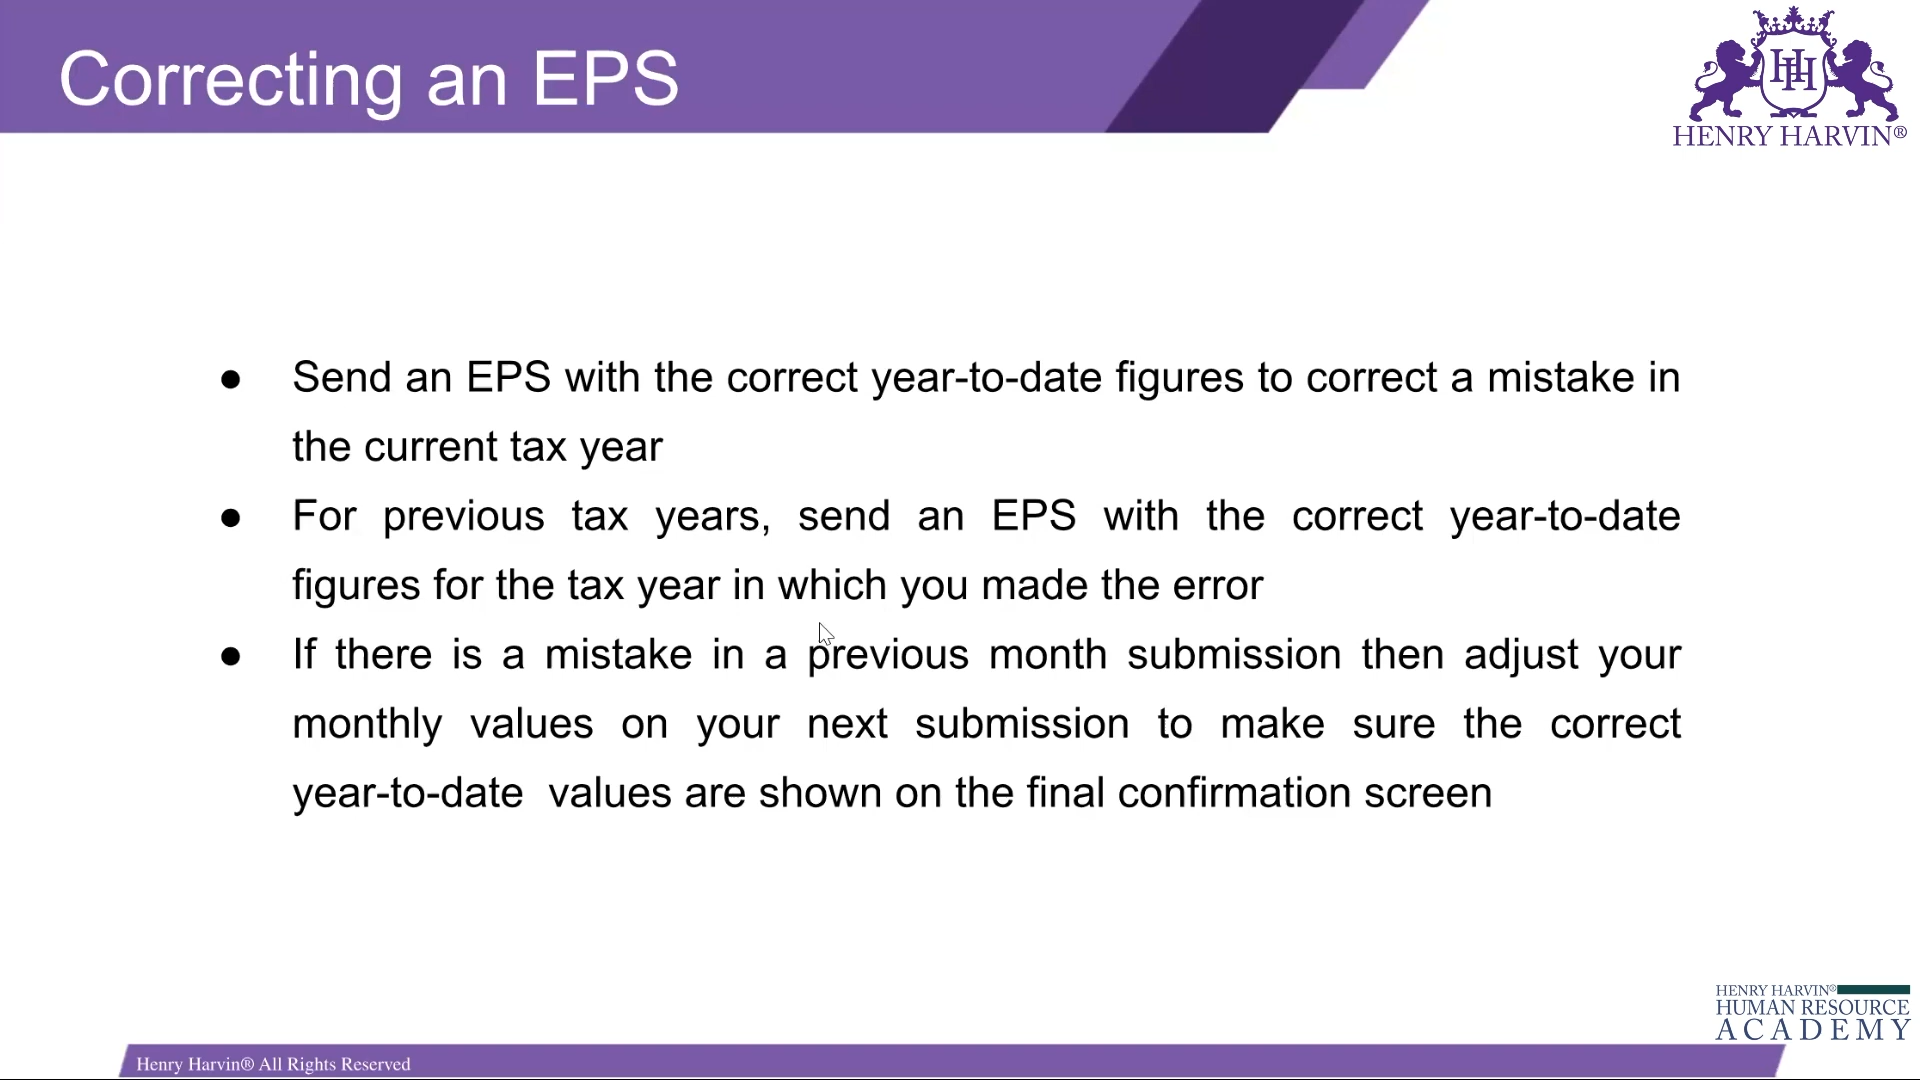 Correcting an EPS
HENRY HARVIN®
● Send an EPS with the correct year-to-date figures to correct a mistake in
the current tax year
● For previous tax years, send an EPS with the correct year-to-date
figures for the tax year in which you made the error
● If there is a mistake in a previous month submission then adjust your
monthly values on your next submission to make sure the correct
year-to-date values are shown on the final confirmation screen
HENRY HARVIN®
HUMAN RESOURCE
ACADEMY
Henry Harvin® All Rights Reserved